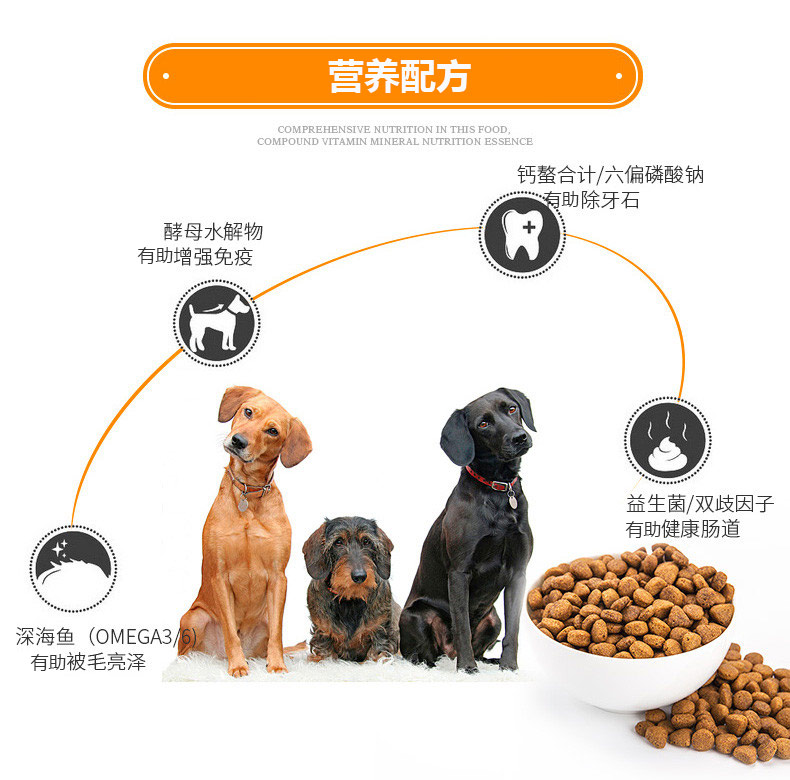 营养配方
COMPREHENSIVE NUTRITION IN THIS FOOD,
COMPOUND VITAMIN MINERAL NUTRITION ESSENCE
钙螯合计/六偏磷酸钠
有助除牙石
酵母水解物
有助增强免疫
益生菌/双歧因子
有助健康肠道
深海鱼（OMEGA3/6)
有助被毛亮泽